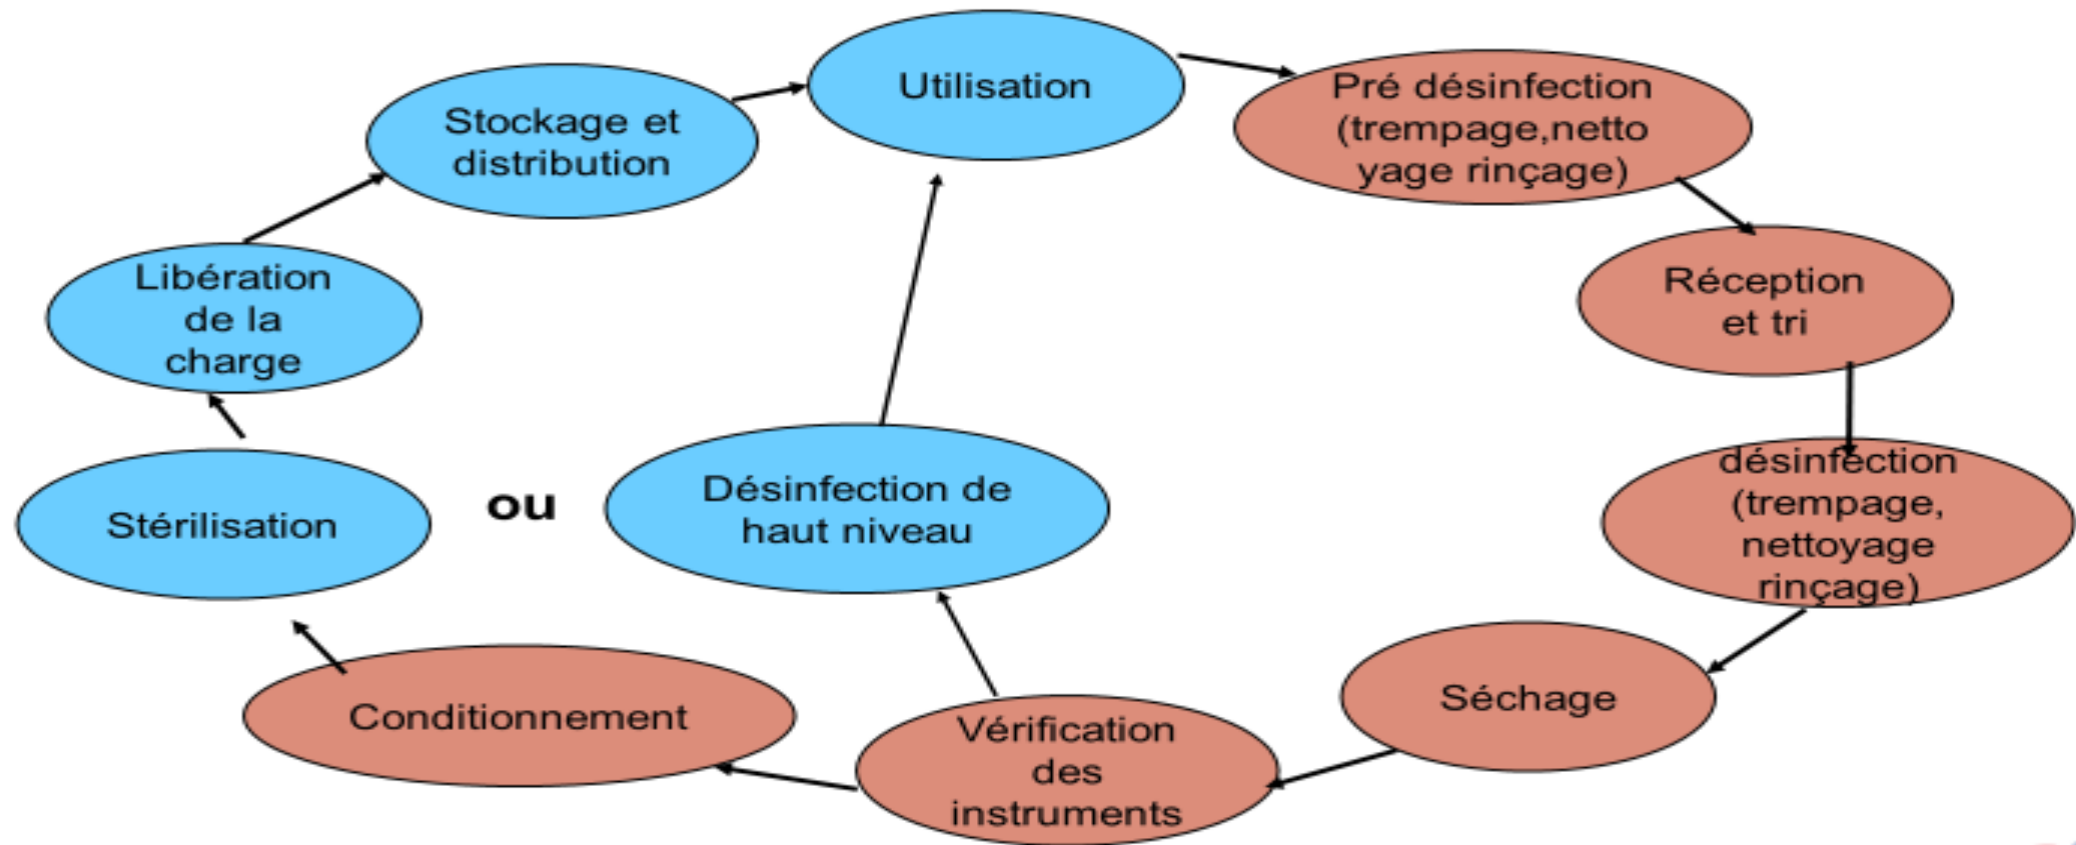 Utilisation
Pré désinfection
(trempage,netto
yage rinçage)
Réception
et tri
désinfection
(trempage,
nettoyage
rinçage)
Séchage
Vérification
des
instruments
Conditionnement
Stérilisation
ou
Désinfection de
haut niveau
Libération
de la
charge
Stockage et
distribution